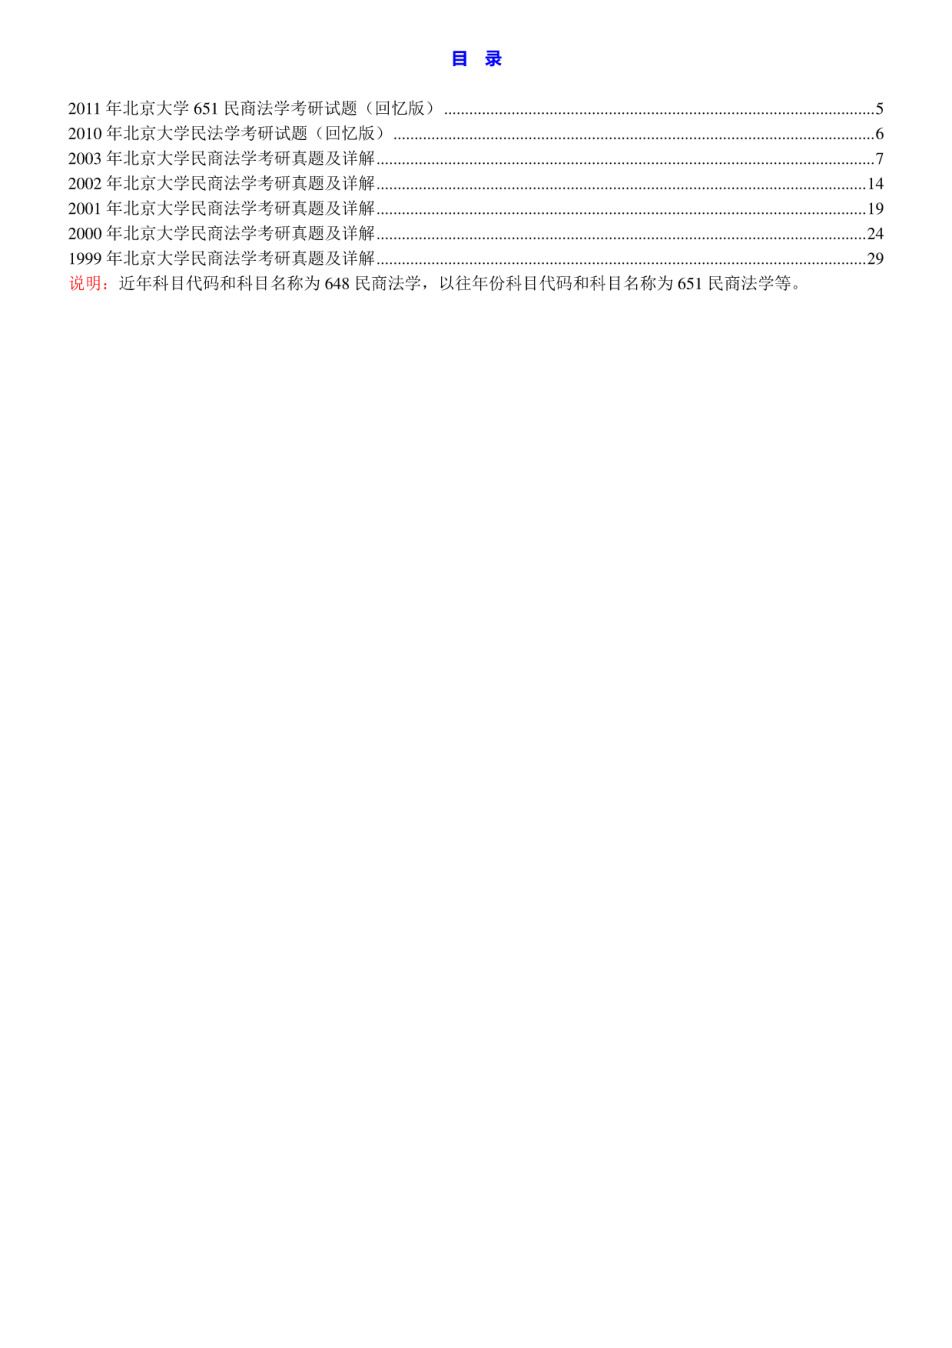 目 录
2011 年北京大学 651 民商法学考研试题（回忆版）.......................................................................................................5
2010 年北京大学民法学考研试题（回忆版）...................................................................................................................6
2003 年北京大学民商法学考研真题及详解.......................................................................................................................7
2002 年北京大学民商法学考研真题及详解.....................................................................................................................14
2001 年北京大学民商法学考研真题及详解.....................................................................................................................19
2000 年北京大学民商法学考研真题及详解.....................................................................................................................24
1999 年北京大学民商法学考研真题及详解.....................................................................................................................29
说明：近年科目代码和科目名称为 648 民商法学，以往年份科目代码和科目名称为 651 民商法学等。